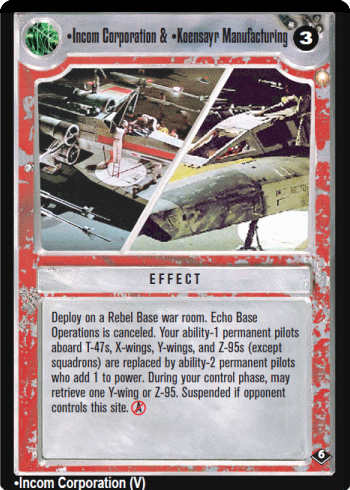 •Incom Corporation & •Koensayr Manufacturing 3
EFFECT
Deploy on a Rebel Base war room. Echo Base
Operations is canceled. Your ability-1 permanent pilots
aboard T-47s, X-wings, Y-wings, and Z-95s (except
squadrons) are replaced by ability-2 permanent pilots
who add 1 to power. During your control phase, may
retrieve one Y-wing or Z-95. Suspended if opponent
controls this site. A
6
•Incom Corporation (V)